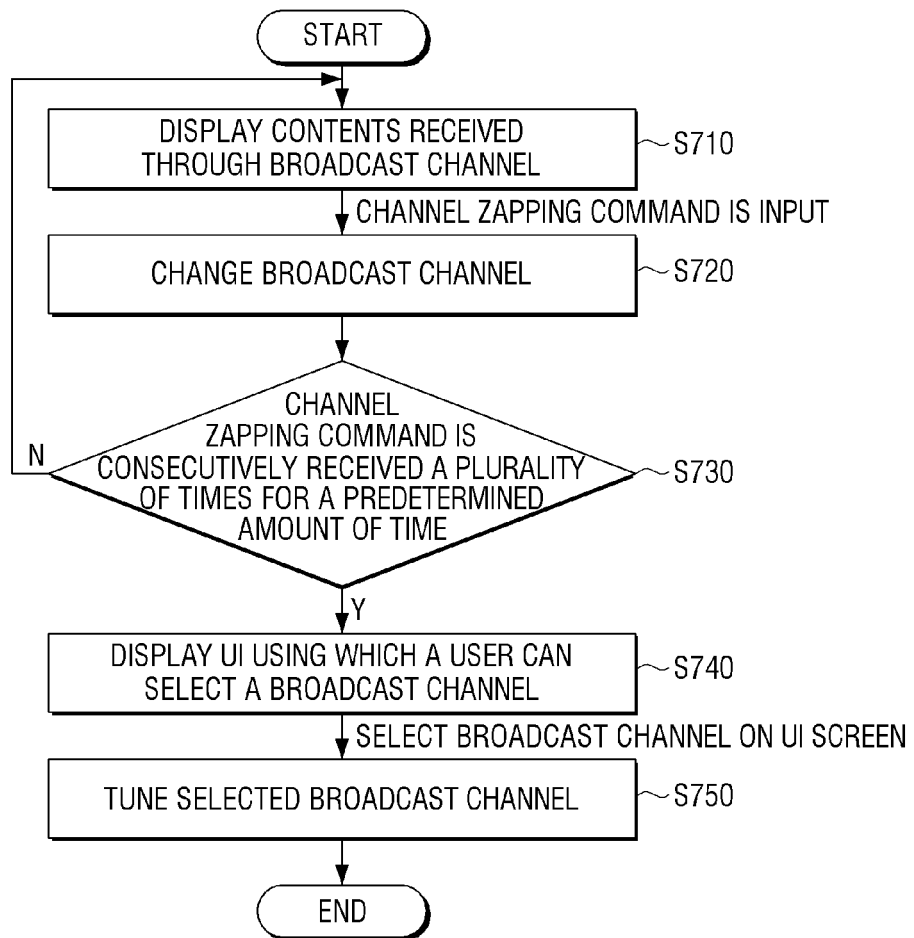 START
DISPLAY CONTENTS RECEIVED
THROUGH BROADCAST CHANNEL
S710
CHANNEL ZAPPING COMMAND IS INPUT
CHANGE BROADCAST CHANNEL
S720
CHANNEL
ZAPPING COMMAND IS
CONSECUTIVELY RECEIVED A PLURALITY
OF TIMES FOR A PREDETERMINED
AMOUNT OF TIME
N
S730
Y
DISPLAY UI USING WHICH A USER CAN
SELECT A BROADCAST CHANNEL
S740
SELECT BROADCAST CHANNEL ON UI SCREEN
TUNE SELECTED BROADCAST CHANNEL
S750
END